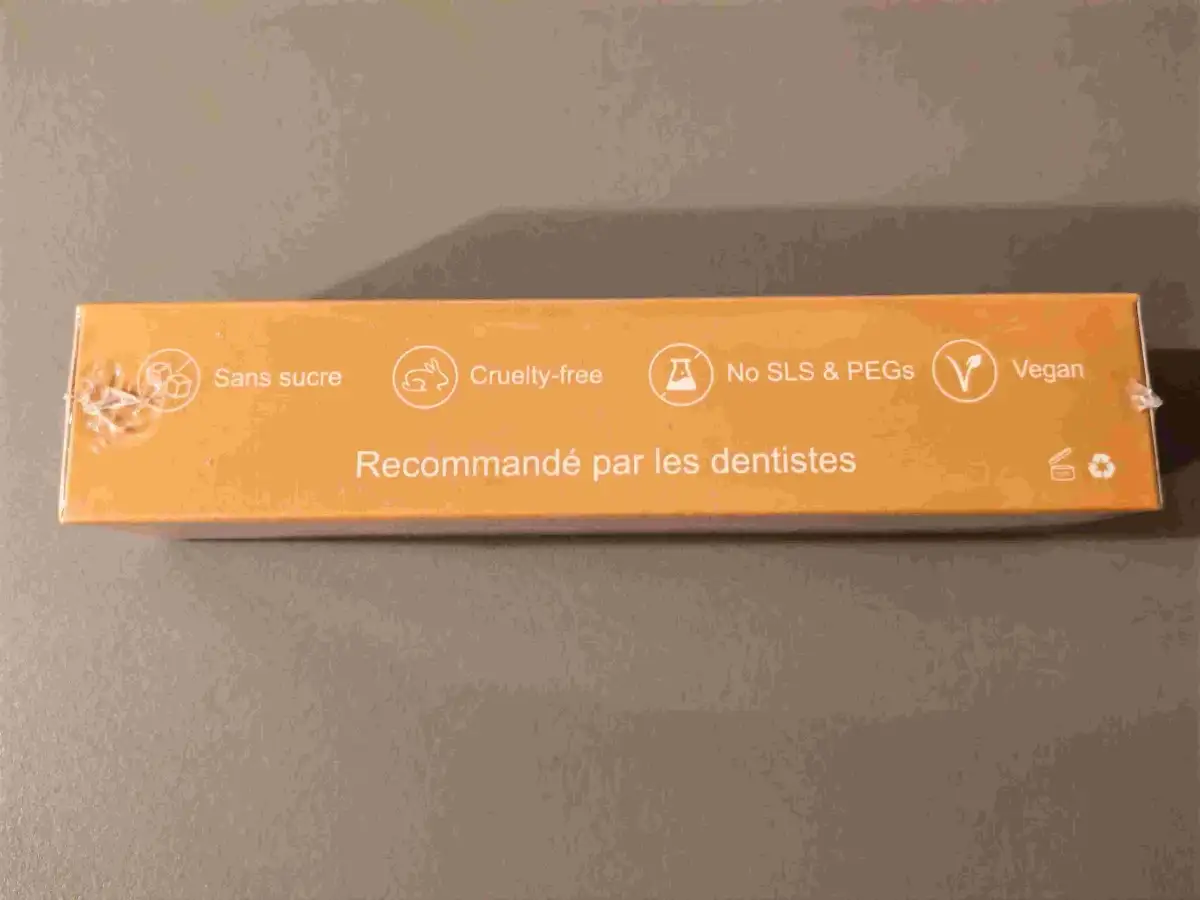 Sans sucre Cruelty-free No SLS & PEGs Vegan
Recommandé par les dentistes